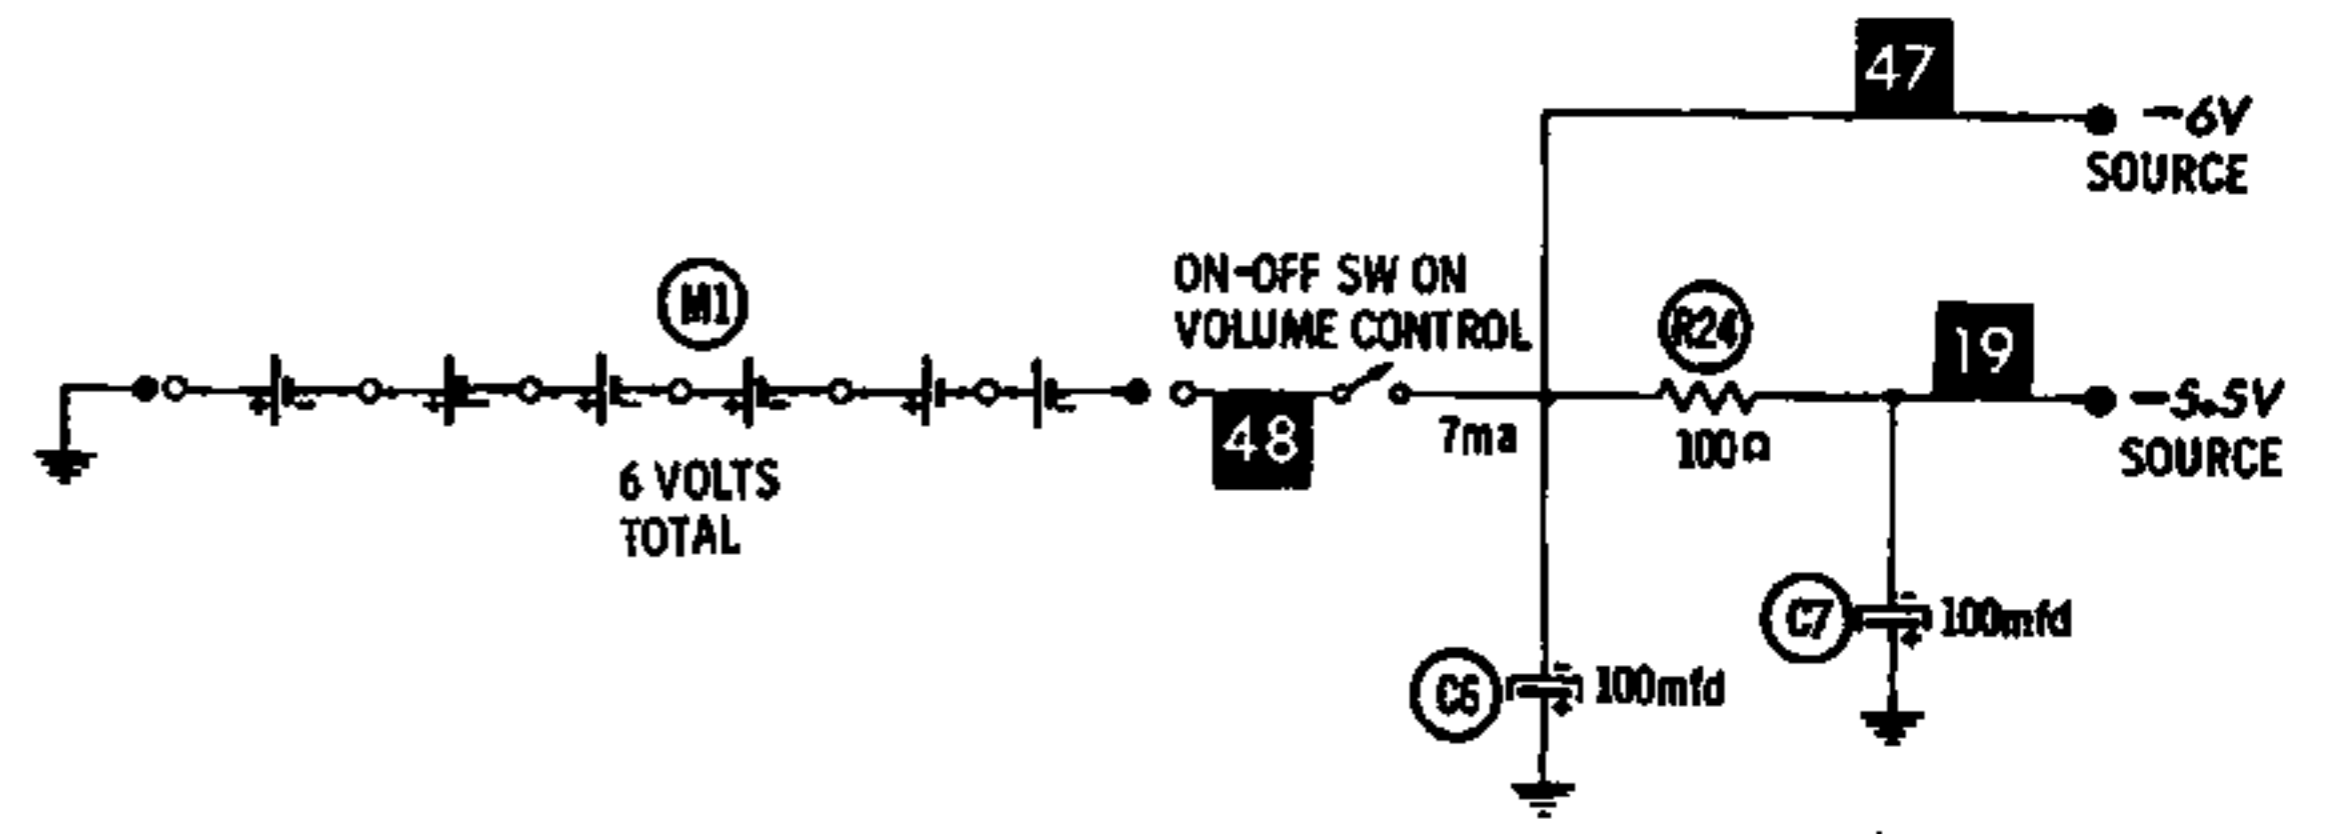 47
-6V
SOURCE
M1
ON-OFF SW ON
VOLUME CONTROL
R24
19
-5.5V
SOURCE
48
7ma
100Ω
6 VOLTS
TOTAL
C7
100mfd
C6
100mfd